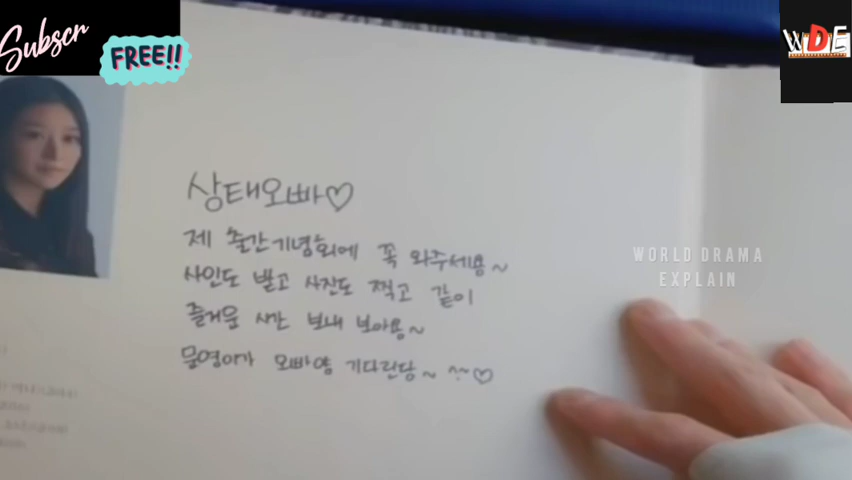 Subscr
FREE!!
WDE
상태오빠♡
제 출간기념회에 꼭 와주세용~
사인도 받고 사진도 찍고 같이
즐거운 시간 보내 보아용~
문영이가 오빠양 기다린당~ ^^♡
WORLD DRAMA
EXPLAIN